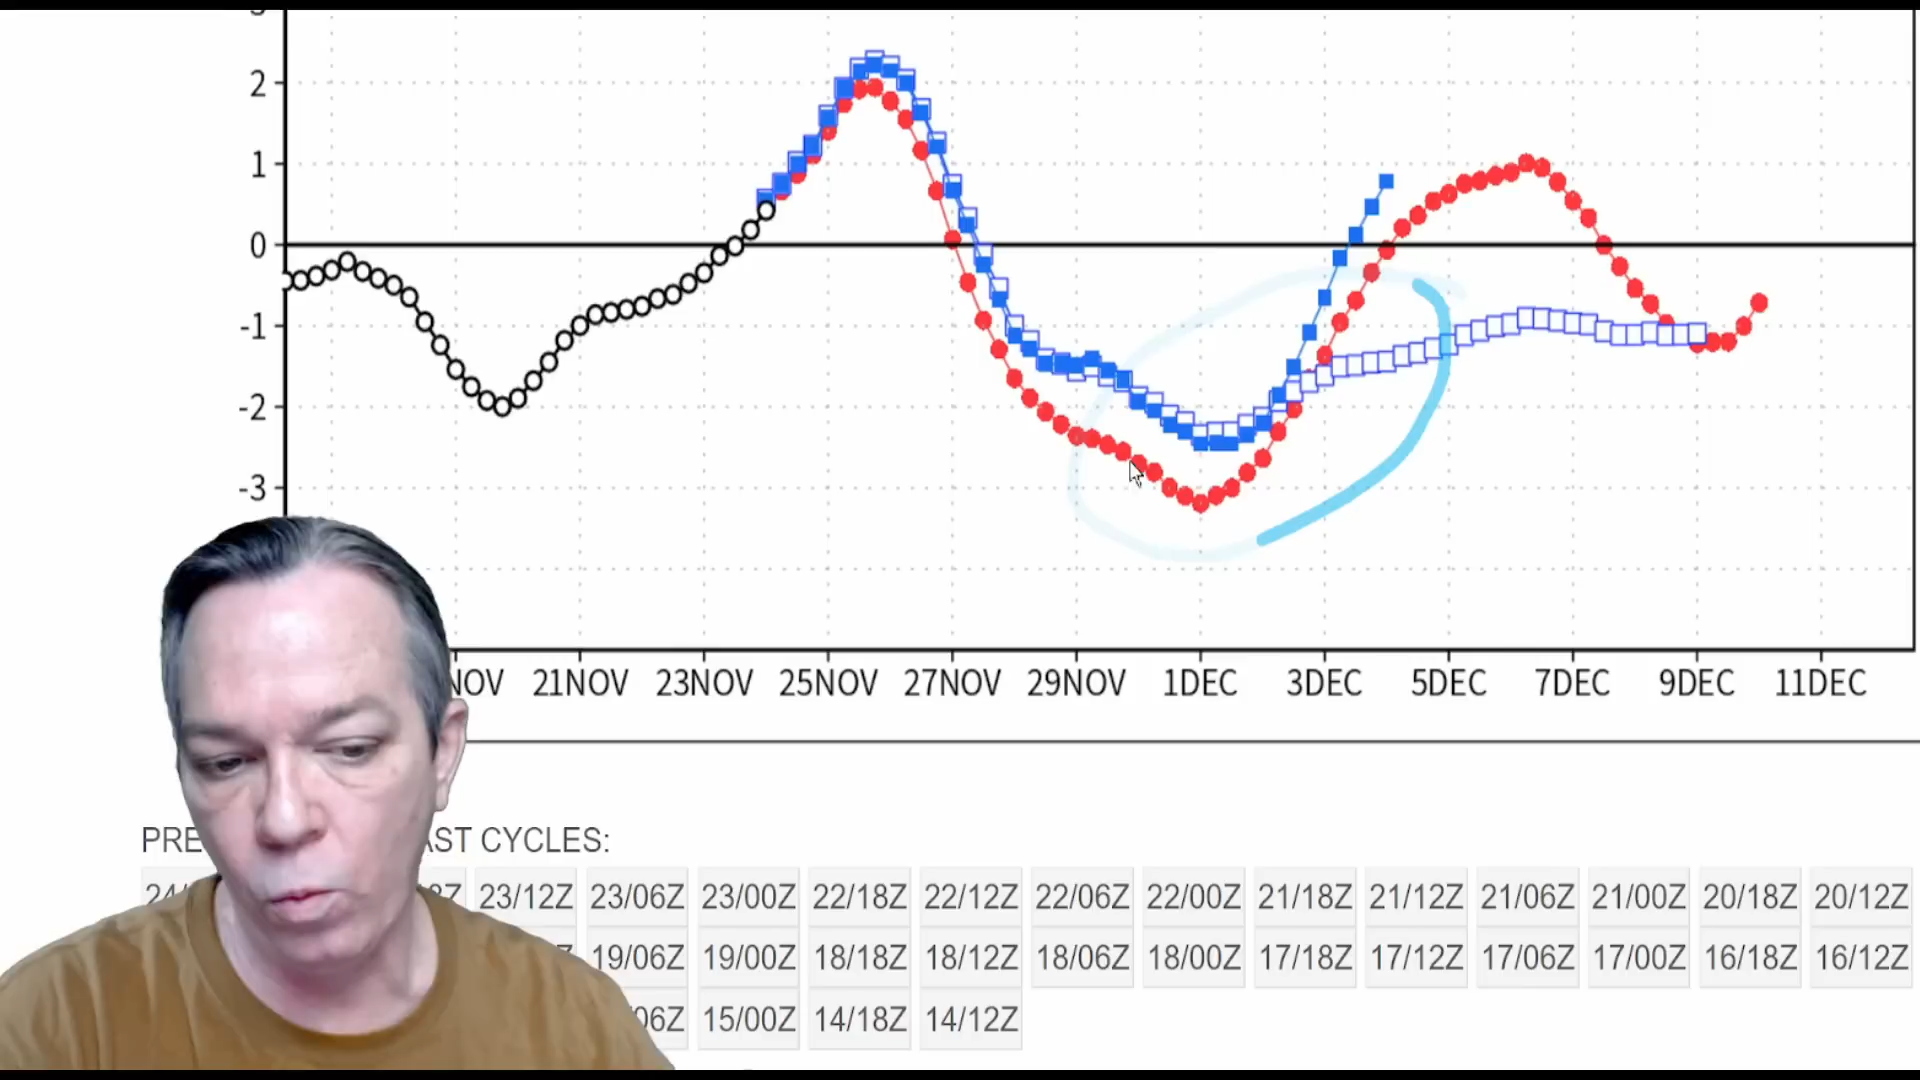 2
1
0
-1
-2
-3
NOV 21NOV 23NOV 25NOV 27NOV 29NOV 1DEC 3DEC 5DEC 7DEC 9DEC 11DEC
PRE AST CYCLES:
24/ Z 23/12Z 23/06Z 23/00Z 22/18Z 22/12Z 22/06Z 22/00Z 21/18Z 21/12Z 21/06Z 21/00Z 20/18Z 20/12Z
19/06Z 19/00Z 18/18Z 18/12Z 18/06Z 18/00Z 17/18Z 17/12Z 17/06Z 17/00Z 16/18Z 16/12Z
06Z 15/00Z 14/18Z 14/12Z